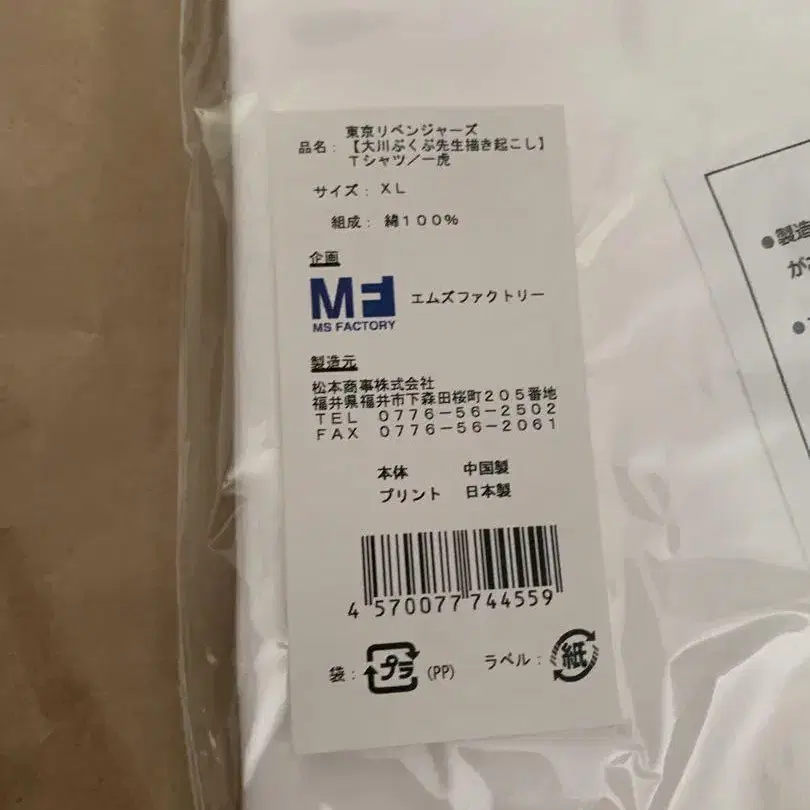 東京リベンジャーズ
品名：【大川ぶくぶ先生描き起こし】
Ｔシャツ／一虎
サイズ：ＸＬ
組成：綿１００％
企画
MF
MS FACTORY
エムズファクトリー
製造元
松本商事株式会社
福井県福井市下森田桜町２０５番地
ＴＥＬ　０７７６－５６－２５０２
ＦＡＸ　０７７６－５６－２０６１
本体　中国製
プリント　日本製
4 570077 744559
袋：プラ(PP)　ラベル：紙
●製造
が
●